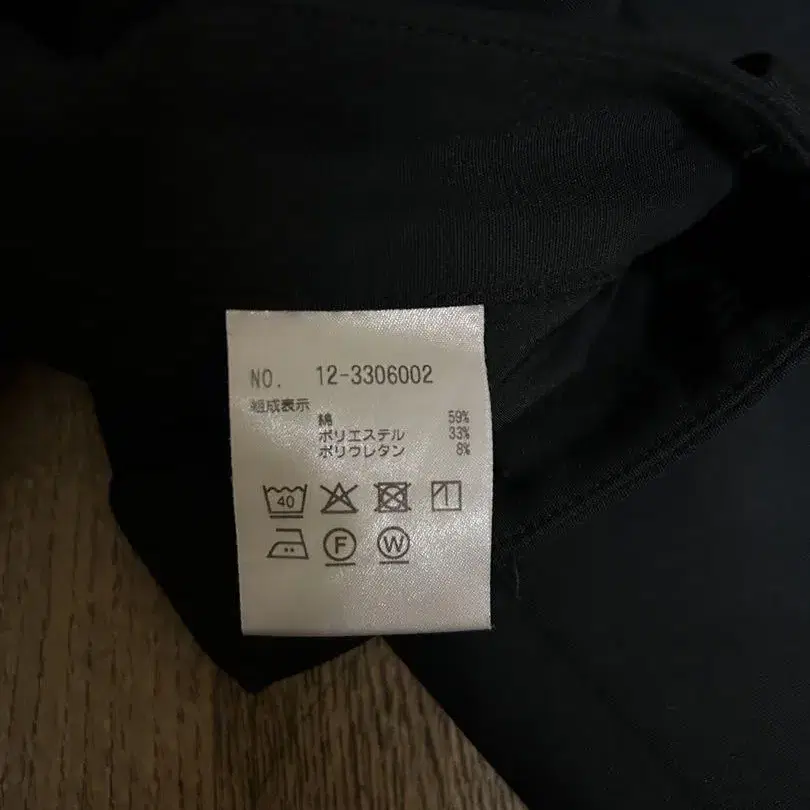 NO. 12-3306002
組成表示
綿 59%
ポリエステル 33%
ポリウレタン 8%
40
F W